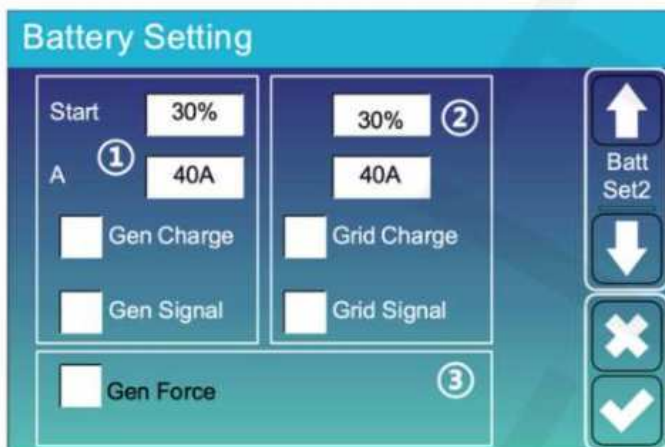 Battery Setting
Start 30% 30% ②
A ① 40A 40A
Batt
Set2
Gen Charge Grid Charge
Gen Signal Grid Signal
Gen Force ③